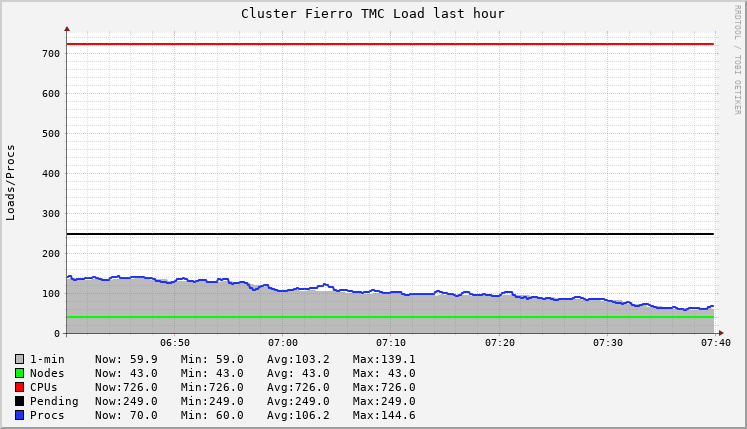 Cluster Fierro TMC Load last hour
RRDTOOL / TOBI OETIKER
Loads/Procs
700
600
500
400
300
200
100
0
06:50 07:00 07:10 07:20 07:30 07:40
1-min Now: 59.9 Min: 59.0 Avg:103.2 Max:139.1
Nodes Now: 43.0 Min: 43.0 Avg: 43.0 Max: 43.0
CPUs Now:726.0 Min:726.0 Avg:726.0 Max:726.0
Pending Now:249.0 Min:249.0 Avg:249.0 Max:249.0
Procs Now: 70.0 Min: 60.0 Avg:106.2 Max:144.6